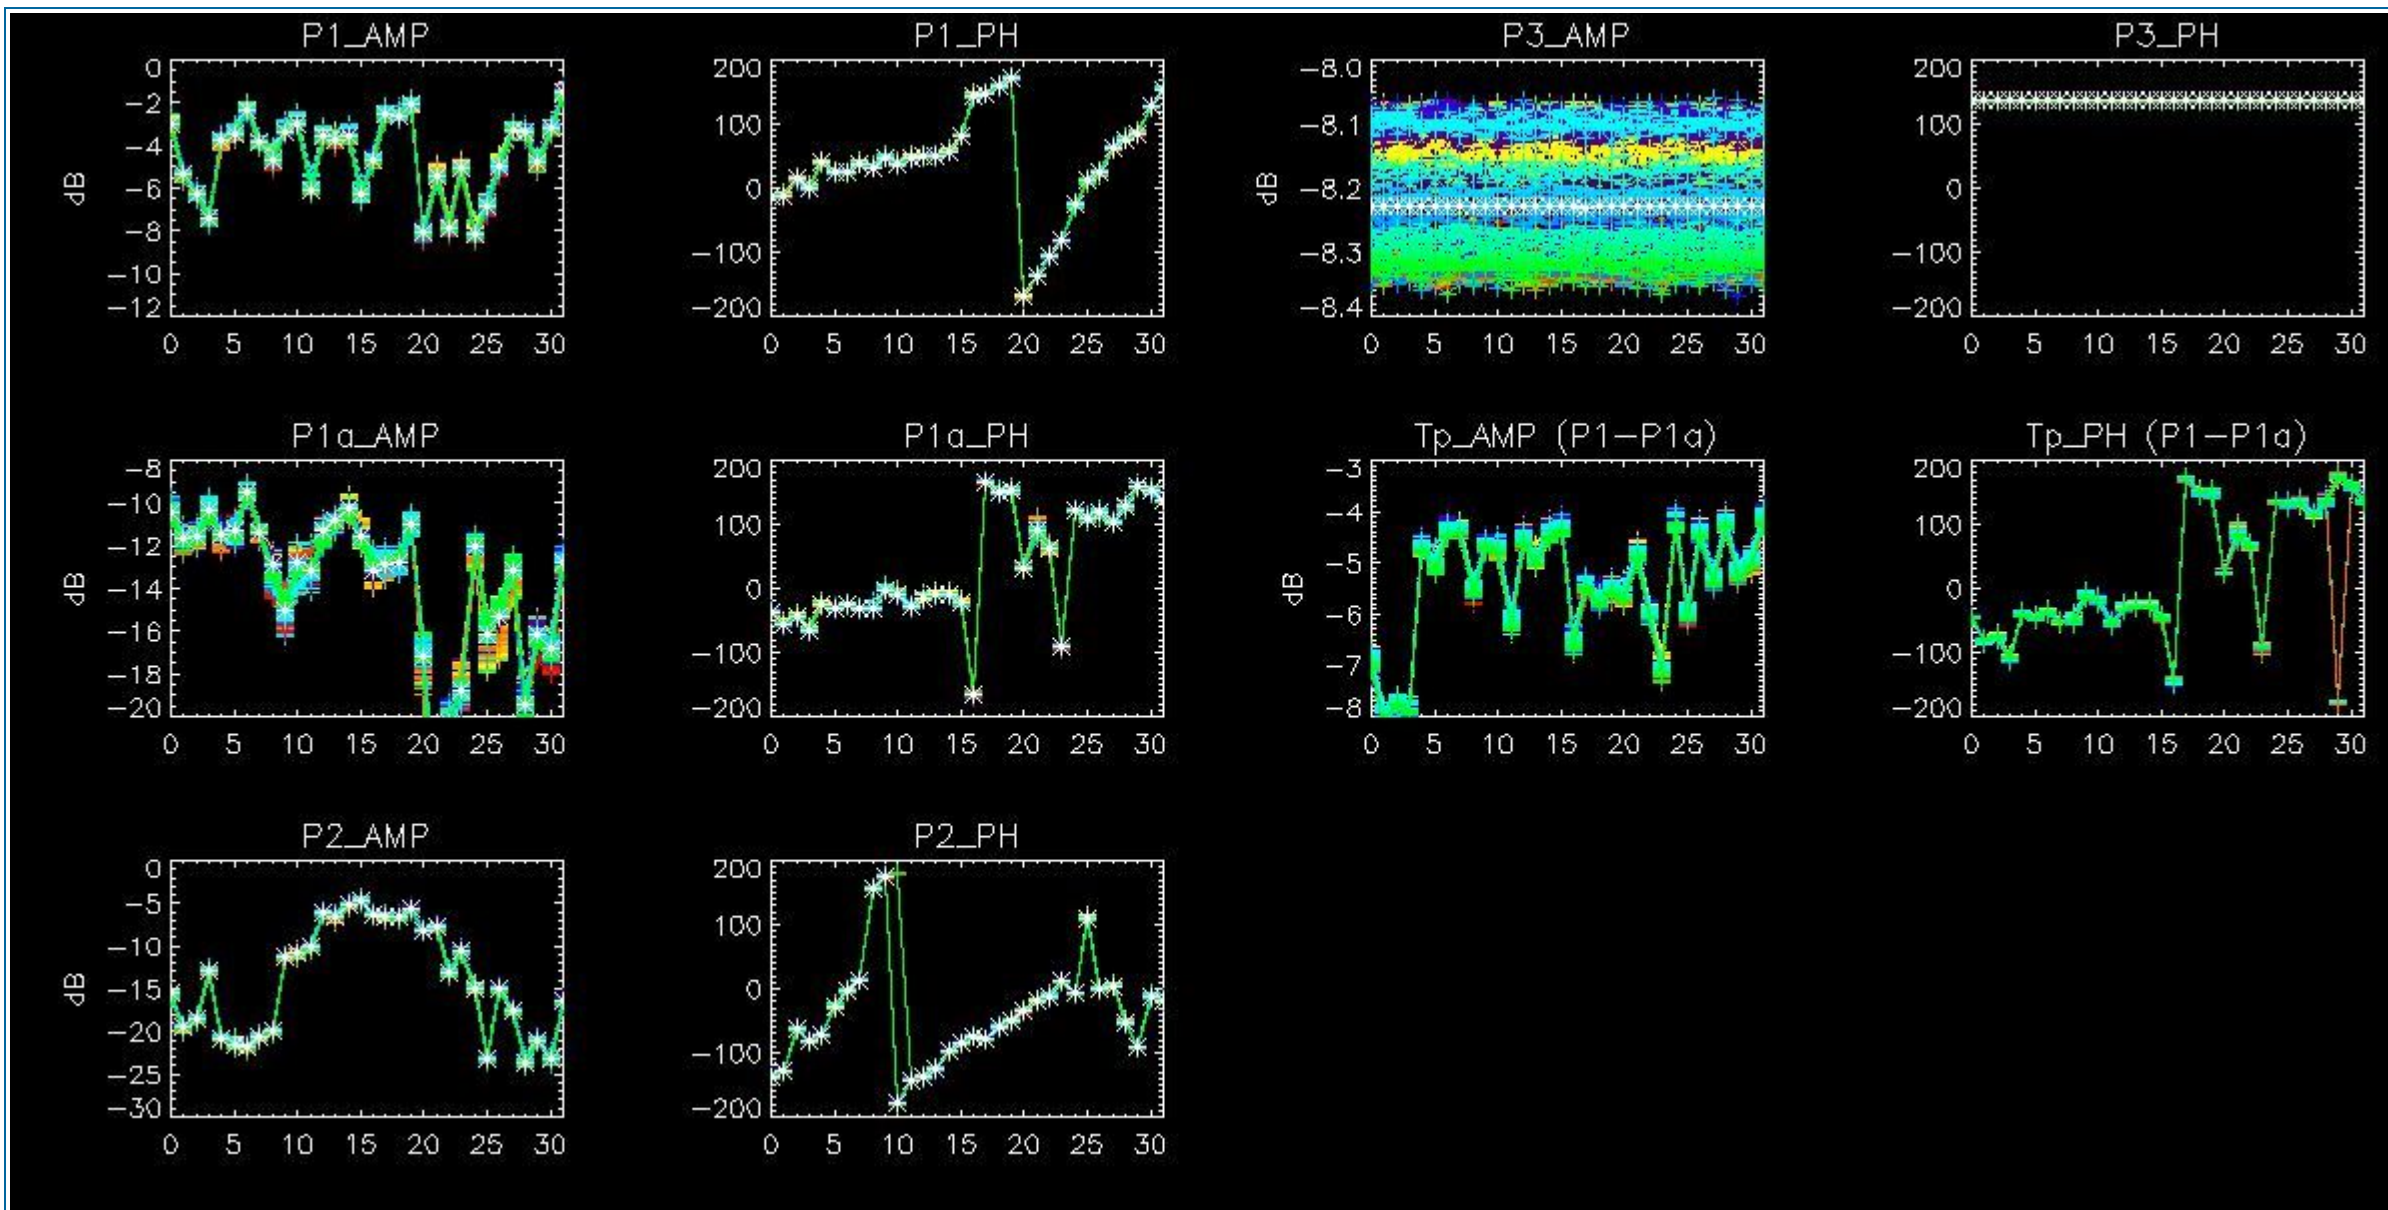 P1_AMP P1_PH P3_AMP P3_PH
0 200 −8.0 200
−2 100 −8.1 100
−4 0 −8.2 0
−6 −100 −8.3 −100
−8 −200 −8.4 −200
−10
−12
dB dB
0 5 10 15 20 25 30 0 5 10 15 20 25 30 0 5 10 15 20 25 30 0 5 10 15 20 25 30
P1a_AMP P1a_PH Tp_AMP (P1−P1a) Tp_PH (P1−P1a)
−8 200 −3 200
−10 100 −4 100
−12 0 −5 0
−14 −100 −6 −100
−16 −200 −7 −200
−18 −8
−20
dB dB
0 5 10 15 20 25 30 0 5 10 15 20 25 30 0 5 10 15 20 25 30 0 5 10 15 20 25 30
P2_AMP P2_PH
0 200
−5 100
−10 0
−15 −100
−20 −200
−25
−30
dB
0 5 10 15 20 25 30 0 5 10 15 20 25 30